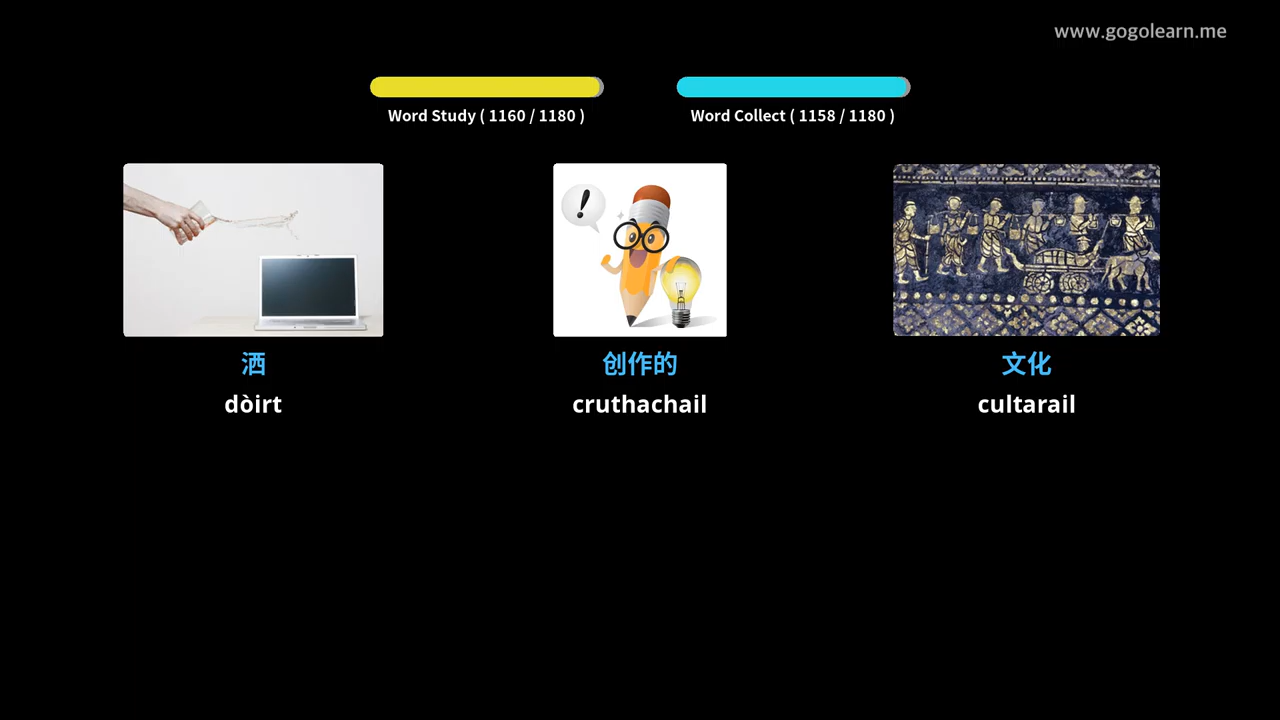 www.gogolearn.me
Word Study ( 1160 / 1180 )
Word Collect ( 1158 / 1180 )
!
洒
dòirt
创作的
cruthachail
文化
cultarail